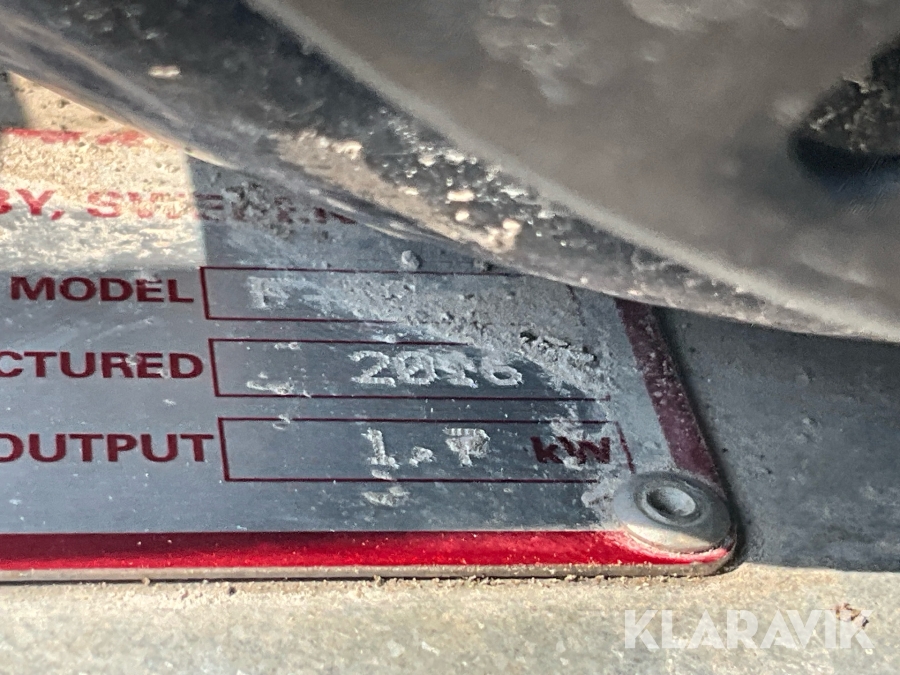 BY, SWEDEN
MODEL
CTURED 2016
OUTPUT 1.7 kW
KLARAVIK